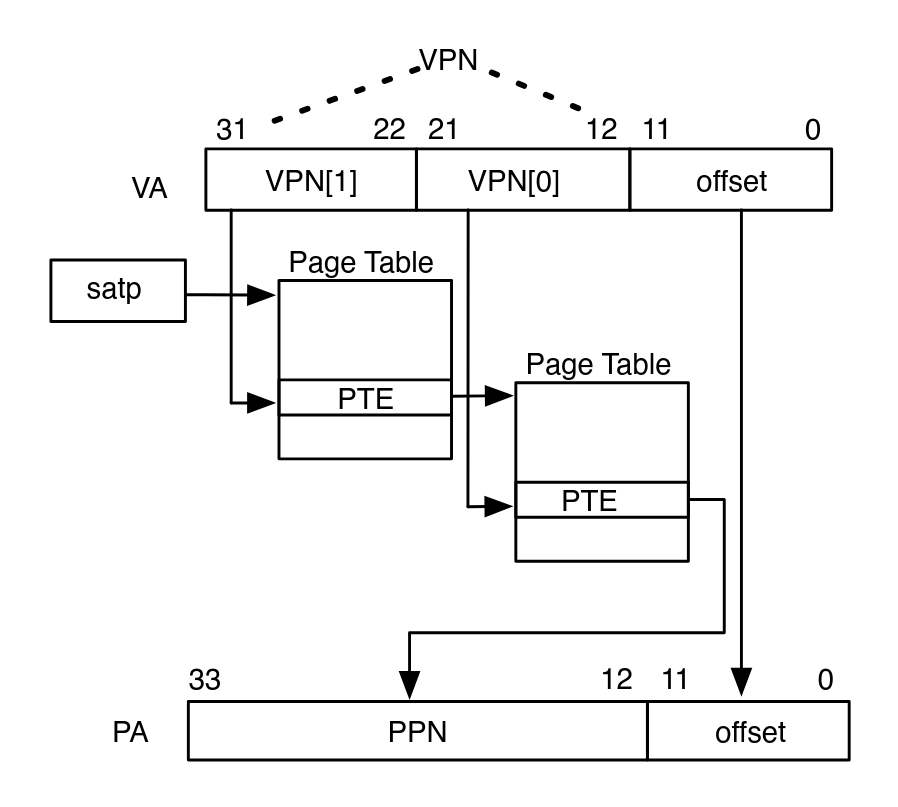 VPN
31 22 21 12 11 0
VA VPN[1] VPN[0] offset
Page Table
satp
Page Table
PTE
PTE
33 12 11 0
PA PPN offset